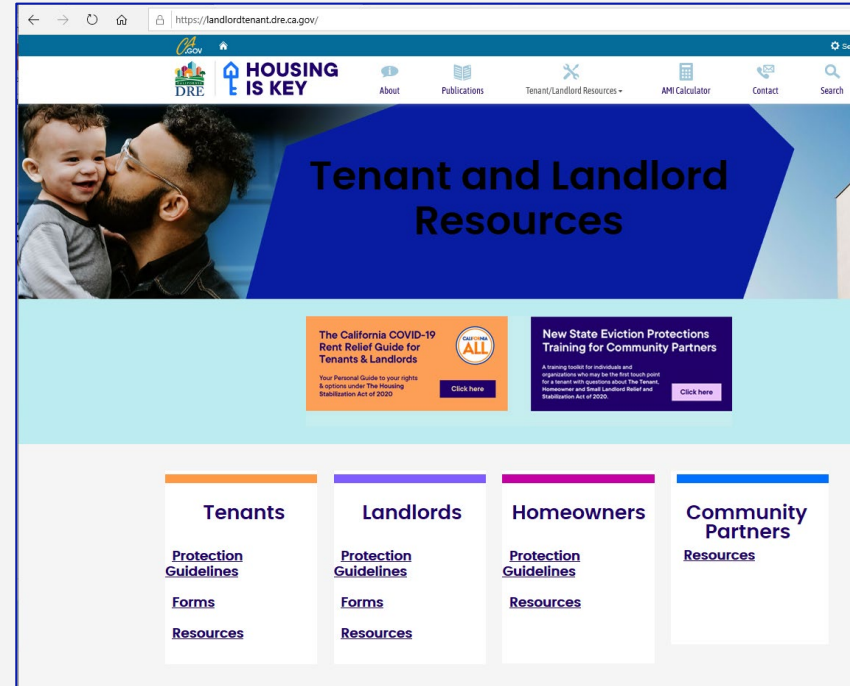 https://landlordtenant.dre.ca.gov/
CA.GOV
DRE
HOUSING
IS KEY
About
Publications
Tenant/Landlord Resources
AMI Calculator
Contact
Search
Tenant and Landlord
Resources
The California COVID-19
Rent Relief Guide for
Tenants & Landlords
Your Personal Guide to your rights
& options under The Housing
Stabilization Act of 2020
CALIFORNIA
ALL
Click here
New State Eviction Protections
Training for Community Partners
A training toolkit for individuals and
organizations who may be the first touch point
for a tenant with questions about The Tenant,
Homeowner and Small Landlord Relief and
Stabilization Act of 2020.
Click here
Tenants
Protection
Guidelines
Forms
Resources
Landlords
Protection
Guidelines
Forms
Resources
Homeowners
Protection
Guidelines
Resources
Community
Partners
Resources